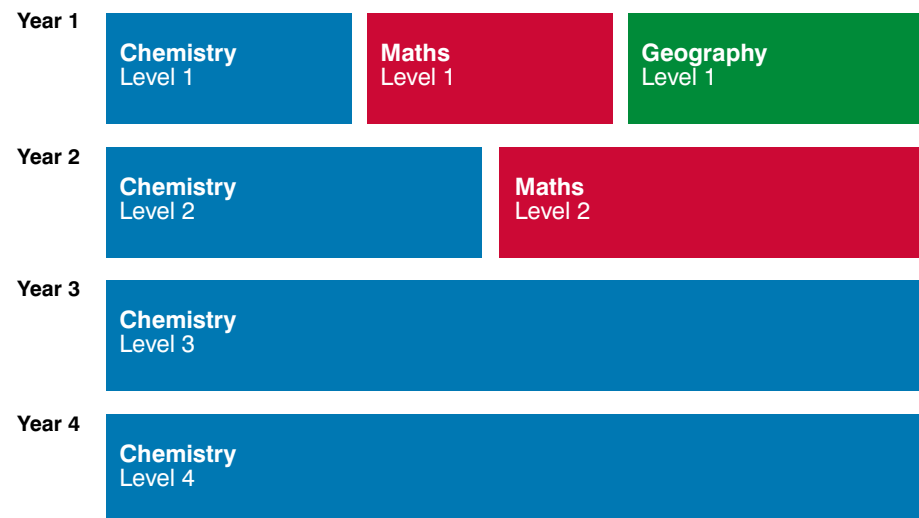 Year 1
Chemistry
Level 1
Maths
Level 1
Geography
Level 1
Year 2
Chemistry
Level 2
Maths
Level 2
Year 3
Chemistry
Level 3
Year 4
Chemistry
Level 4